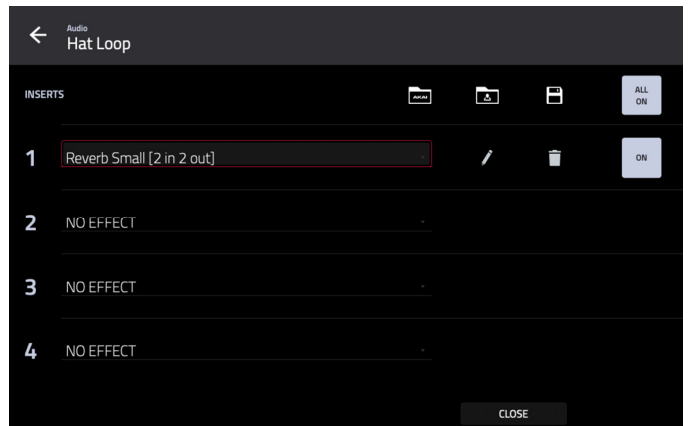 Audio
Hat Loop
INSERTS
AKAI
ALL
ON
1 Reverb Small [2 in 2 out] ON
2 NO EFFECT
3 NO EFFECT
4 NO EFFECT
CLOSE